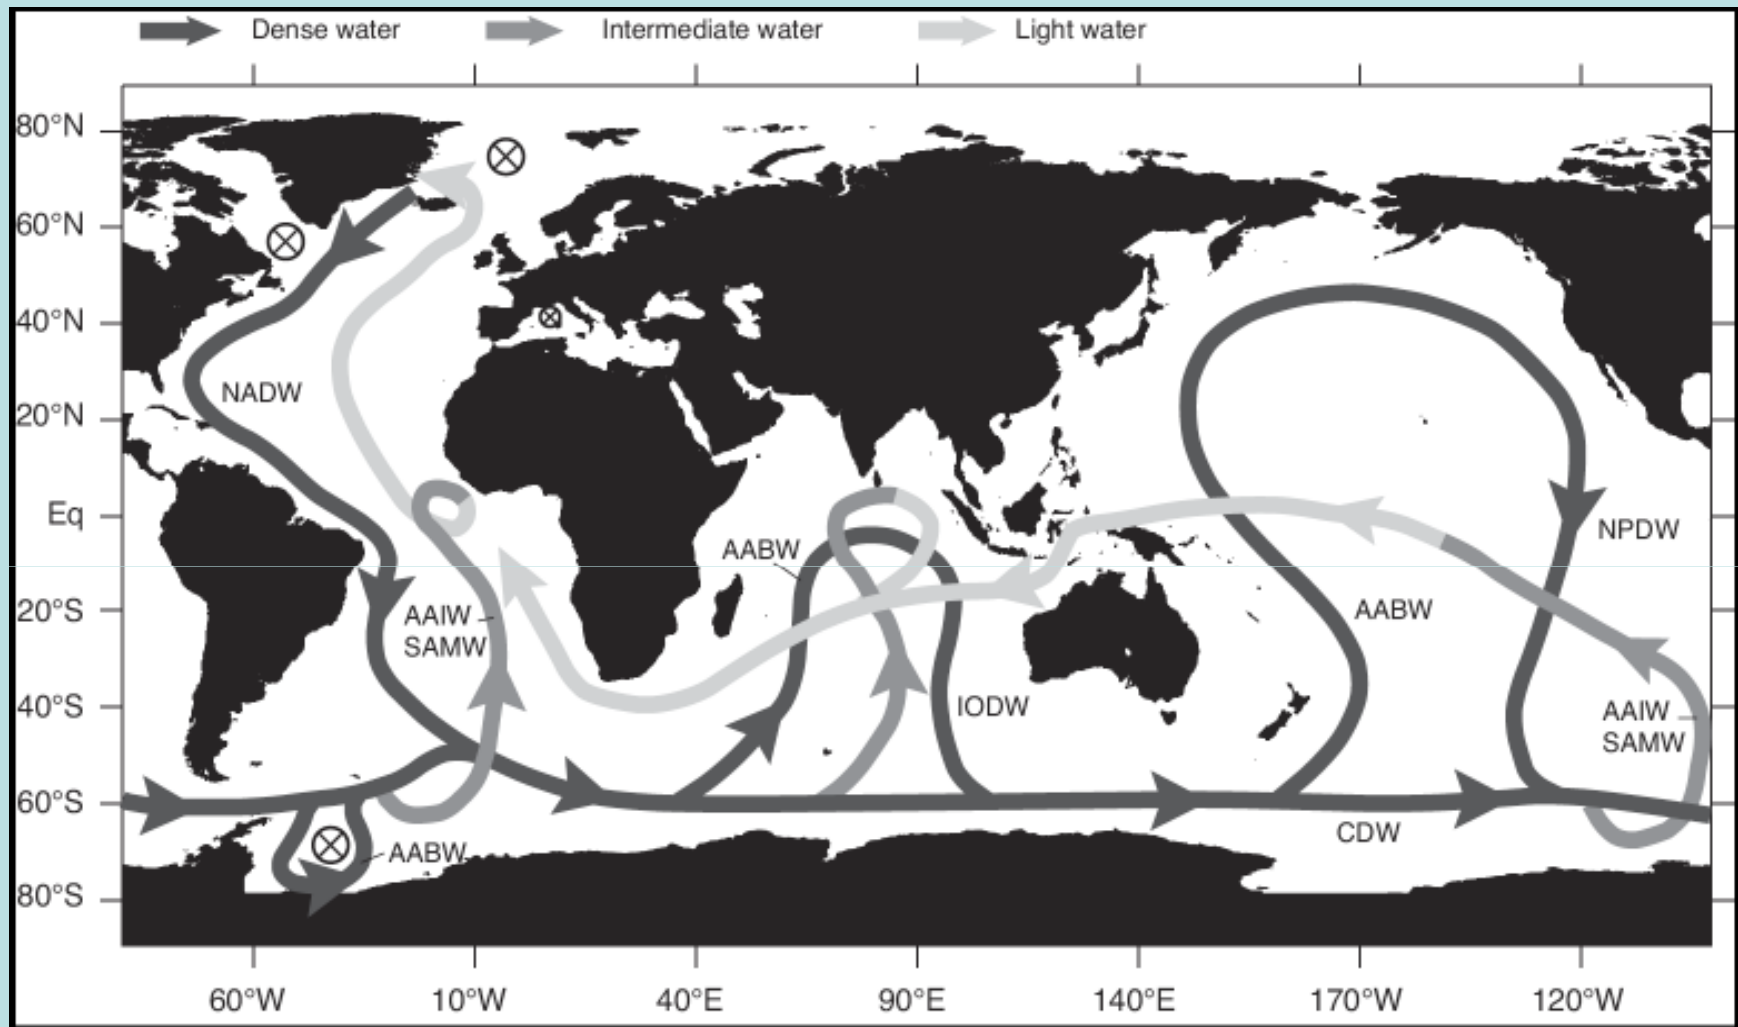 Dense water
Intermediate water
Light water
80°N
60°N
40°N
20°N
Eq
20°S
40°S
60°S
80°S
NADW
AABW
NPDW
AAIW
SAMW
AABW
IODW
AAIW
SAMW
CDW
AABW
60°W
10°W
40°E
90°E
140°E
170°W
120°W